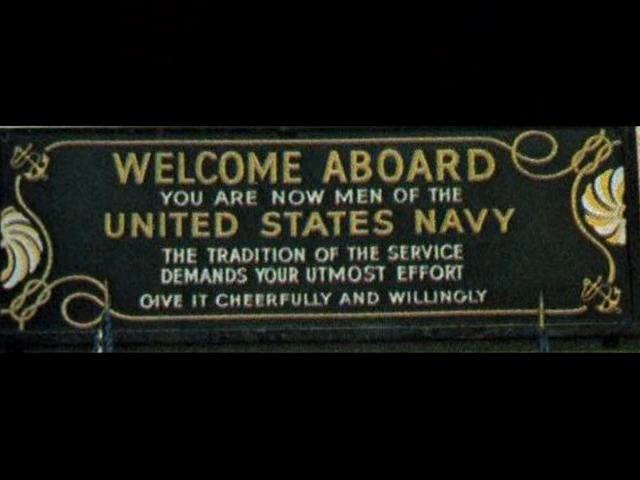 WELCOME ABOARD
YOU ARE NOW MEN OF THE
UNITED STATES NAVY
THE TRADITION OF THE SERVICE
DEMANDS YOUR UTMOST EFFORT
GIVE IT CHEERFULLY AND WILLINGLY